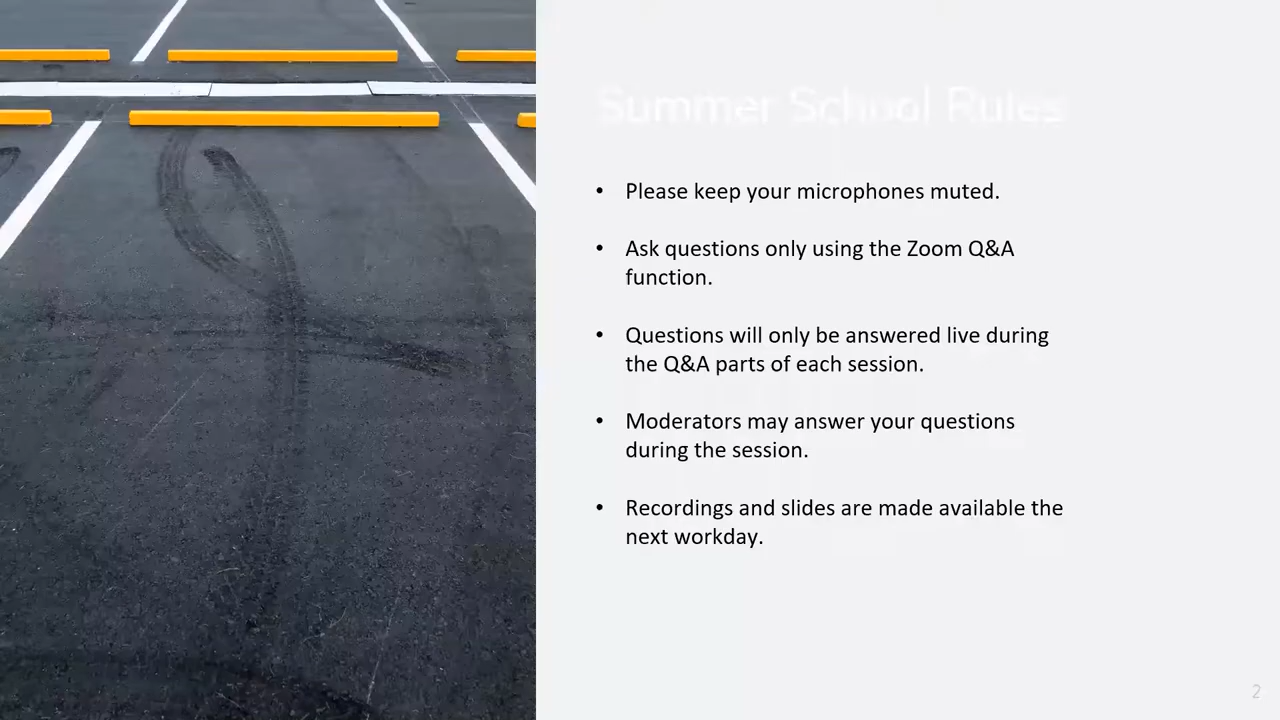 Summer School Rules
• Please keep your microphones muted.
• Ask questions only using the Zoom Q&A
function.
• Questions will only be answered live during
the Q&A parts of each session.
• Moderators may answer your questions
during the session.
• Recordings and slides are made available the
next workday.
2